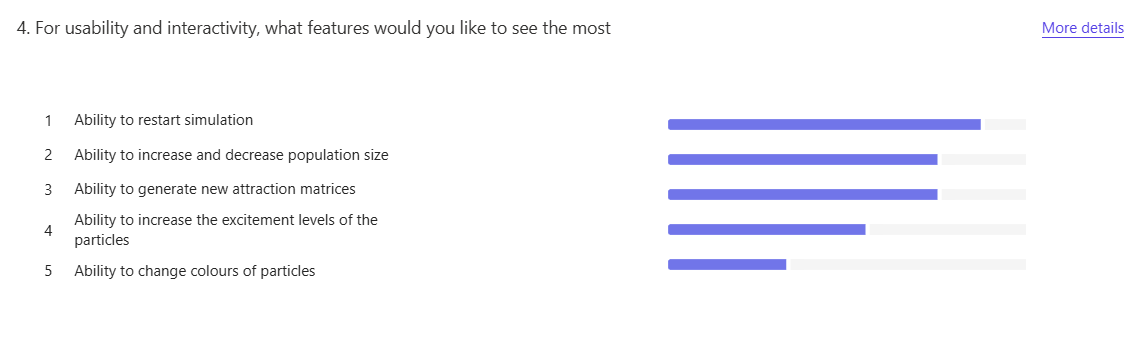 4. For usability and interactivity, what features would you like to see the most
More details
1 Ability to restart simulation
2 Ability to increase and decrease population size
3 Ability to generate new attraction matrices
4 Ability to increase the excitement levels of the
particles
5 Ability to change colours of particles